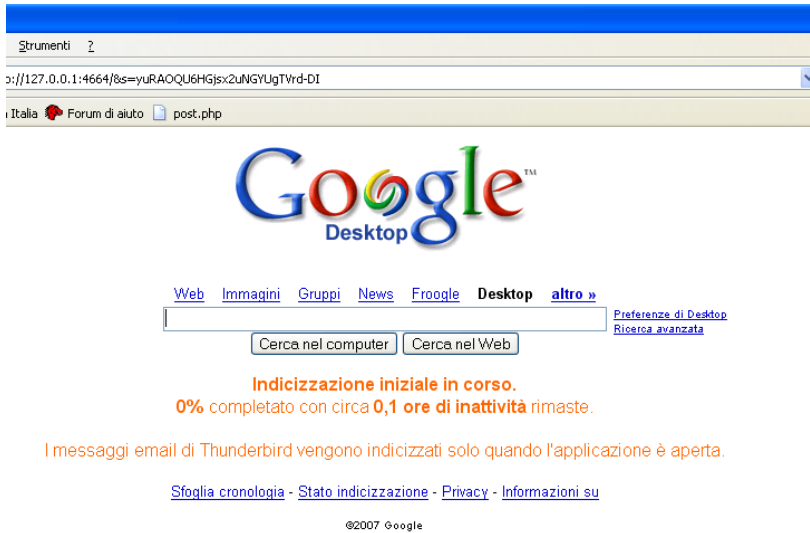 Strumenti ?
p://127.0.0.1:4664/&s=yuRAOQU6HGjsx2uNGYUgTVrd-DI
Italia Forum di aiuto post.php
Google™
Desktop
Web Immagini Gruppi News Froogle Desktop altro »
Preferenze di Desktop
Ricerca avanzata
Cerca nel computer Cerca nel Web
Indicizzazione iniziale in corso.
0% completato con circa 0,1 ore di inattività rimaste.
I messaggi email di Thunderbird vengono indicizzati solo quando l'applicazione è aperta.
Sfoglia cronologia - Stato indicizzazione - Privacy - Informazioni su
©2007 Google